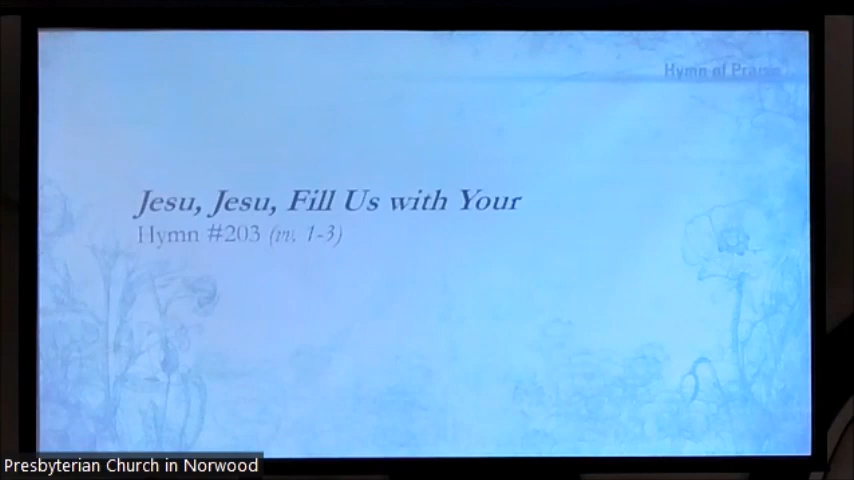 Hymn of Praise
Jesu, Jesu, Fill Us with Your
Hymn #203 (vv. 1-3)
Presbyterian Church in Norwood